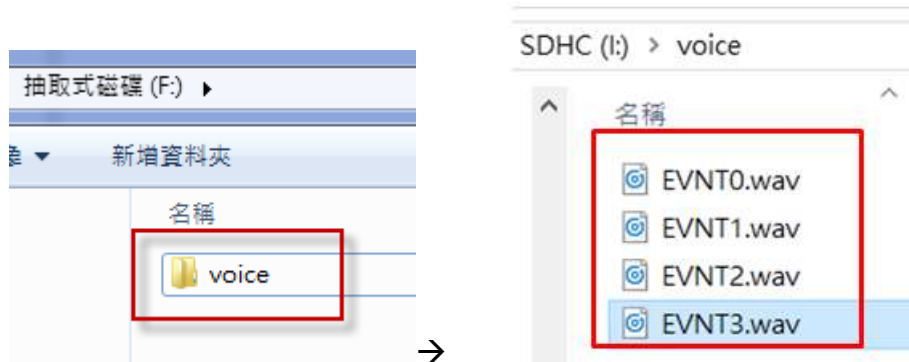 抽取式磁碟 (F:)
新增資料夾
名稱
voice
→
SDHC (I:) > voice
名稱
EVNT0.wav
EVNT1.wav
EVNT2.wav
EVNT3.wav